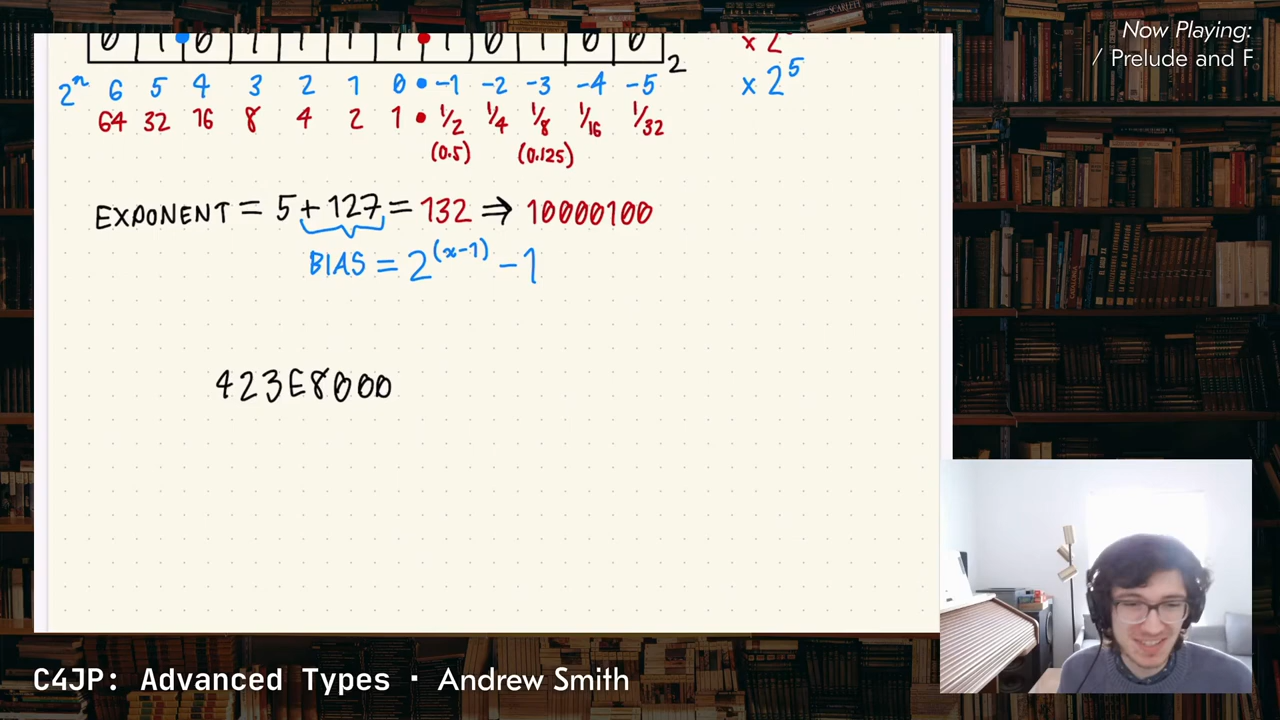 Now Playing:
/ Prelude and F
0 1 0 1 1 1 1 1 0 1 0 0 2
x 2
2ⁿ 6 5 4 3 2 1 0 • -1 -2 -3 -4 -5
x 2⁵
64 32 16 8 4 2 1 • 1/2 1/4 1/8 1/16 1/32
(0.5) (0.125)
EXPONENT = 5 + 127 = 132 ⇒ 10000100
BIAS = 2^(x-1) - 1
423E8000
C4JP: Advanced Types • Andrew Smith